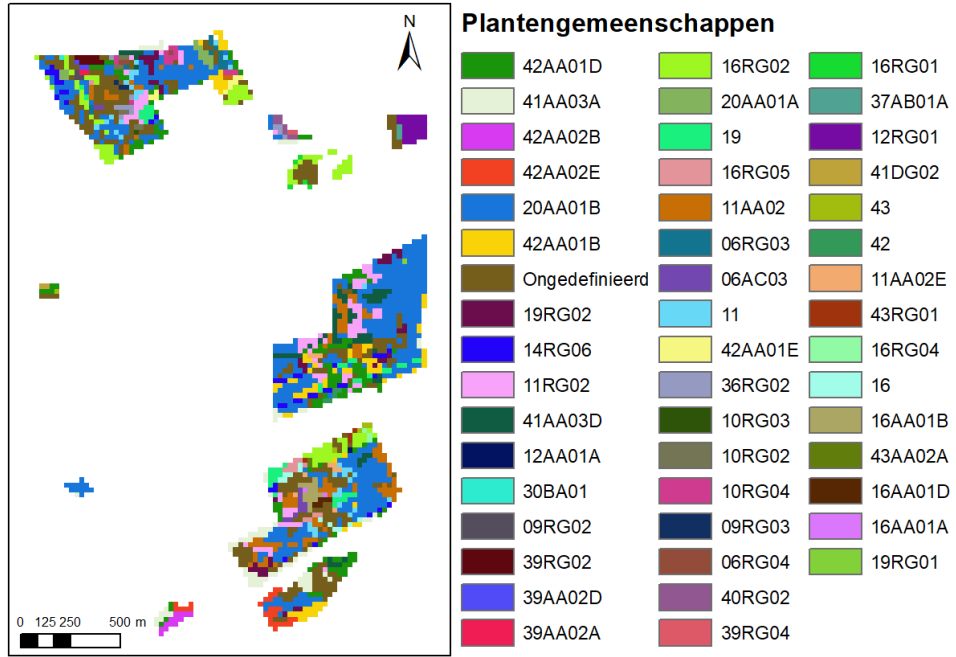 N
0 125 250 500 m
Plantengemeenschappen
42AA01D
41AA03A
42AA02B
42AA02E
20AA01B
42AA01B
Ongedefinieerd
19RG02
14RG06
11RG02
41AA03D
12AA01A
30BA01
09RG02
39RG02
39AA02D
39AA02A
16RG02
20AA01A
19
16RG05
11AA02
06RG03
06AC03
11
42AA01E
36RG02
10RG03
10RG02
10RG04
09RG03
06RG04
40RG02
39RG04
16RG01
37AB01A
12RG01
41DG02
43
42
11AA02E
43RG01
16RG04
16
16AA01B
43AA02A
16AA01D
16AA01A
19RG01